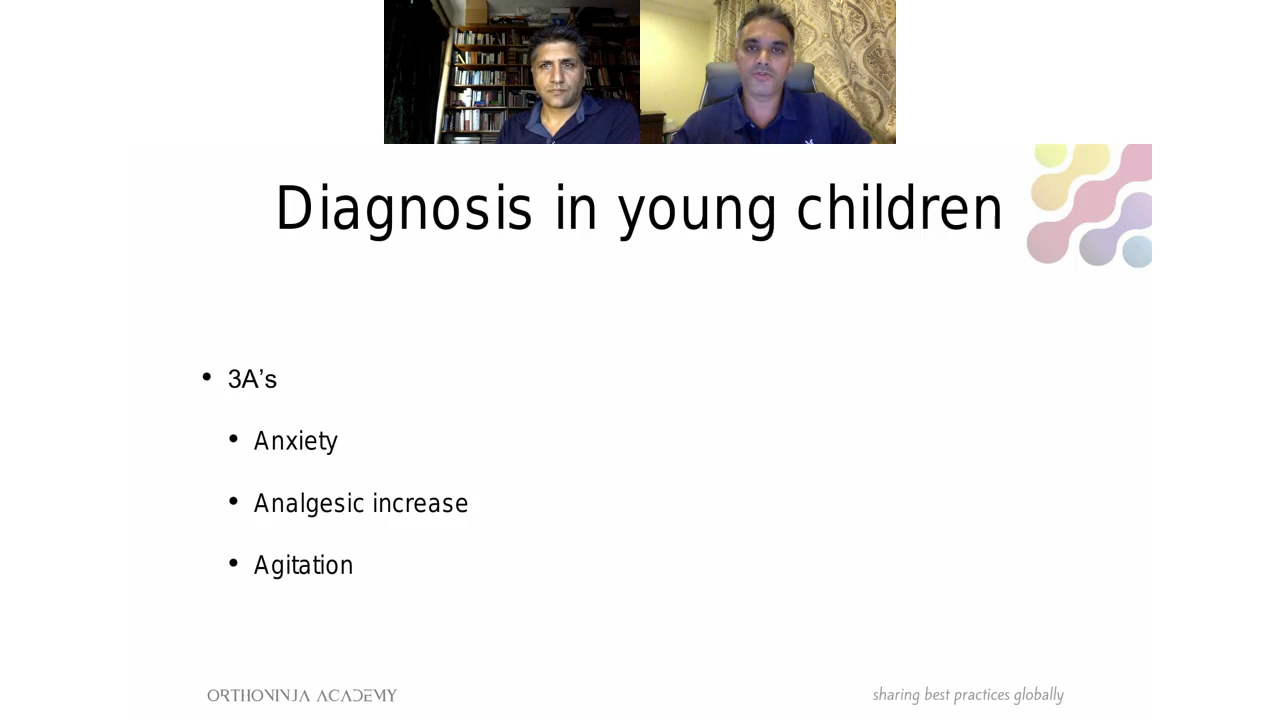 Diagnosis in young children
• 3A’s
• Anxiety
• Analgesic increase
• Agitation
ORTHONINJA ACADEMY
sharing best practices globally